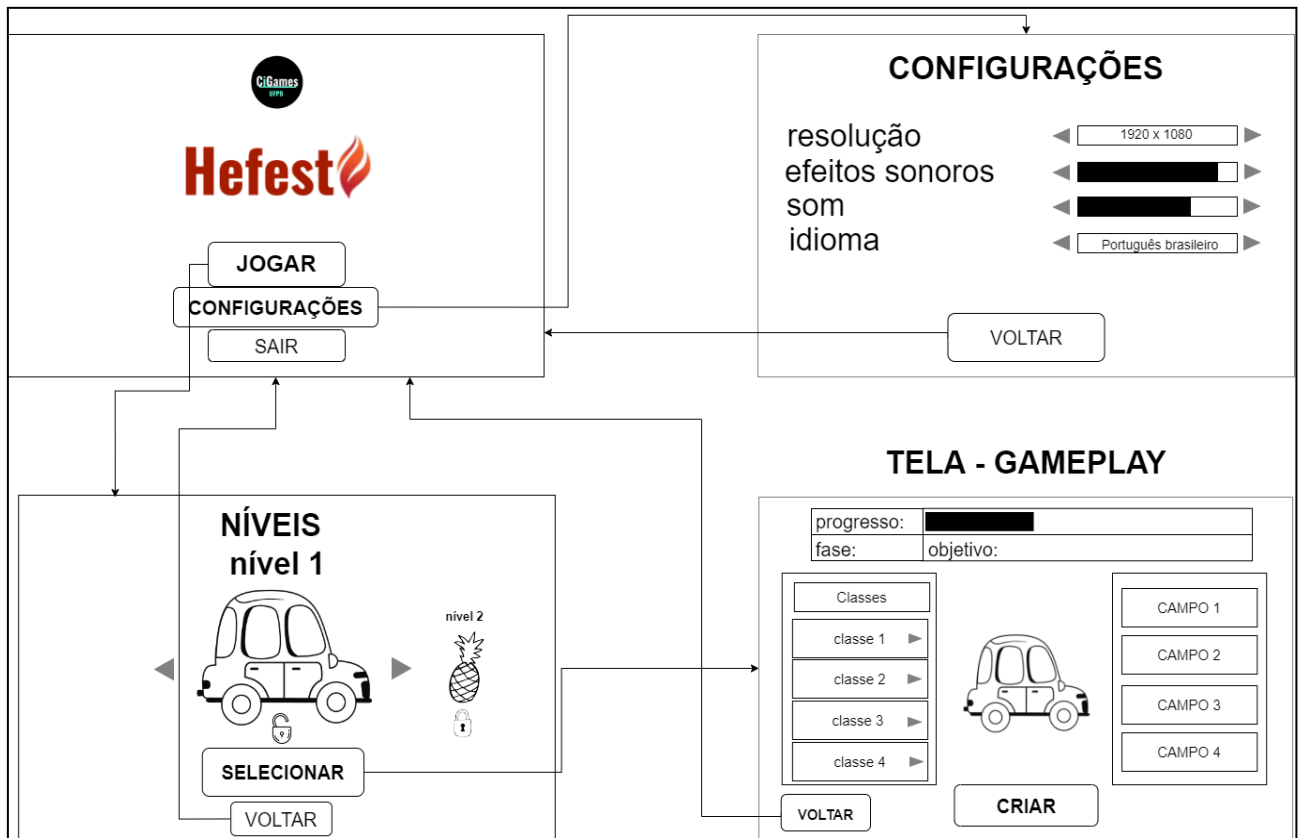 CiGames
UFPB
Hefest
JOGAR
CONFIGURAÇÕES
SAIR
CONFIGURAÇÕES
resolução
1920 x 1080
efeitos sonoros
som
idioma
Português brasileiro
VOLTAR
NÍVEIS
nível 1
nível 2
SELECIONAR
VOLTAR
TELA - GAMEPLAY
progresso:
fase:
objetivo:
Classes
classe 1
classe 2
classe 3
classe 4
CAMPO 1
CAMPO 2
CAMPO 3
CAMPO 4
VOLTAR
CRIAR